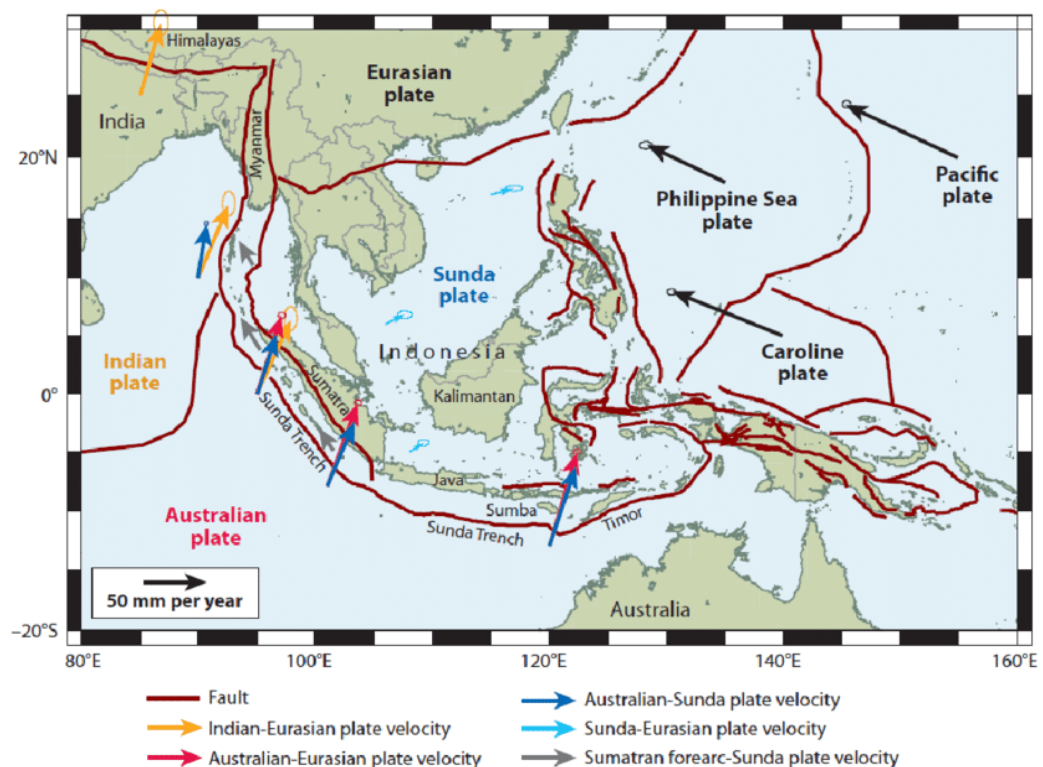 Himalayas
Eurasian
plate
India
Myanmar
20°N
Pacific
plate
Philippine Sea
plate
Sunda
plate
Indonesia
Caroline
plate
Indian
plate
0°
Kalimantan
Sumatra
Sunda Trench
Java
Sumba
Timor
Sunda Trench
Australian
plate
50 mm per year
Australia
–20°S
80°E
100°E
120°E
140°E
160°E
Fault
Indian-Eurasian plate velocity
Australian-Eurasian plate velocity
Australian-Sunda plate velocity
Sunda-Eurasian plate velocity
Sumatran forearc-Sunda plate velocity